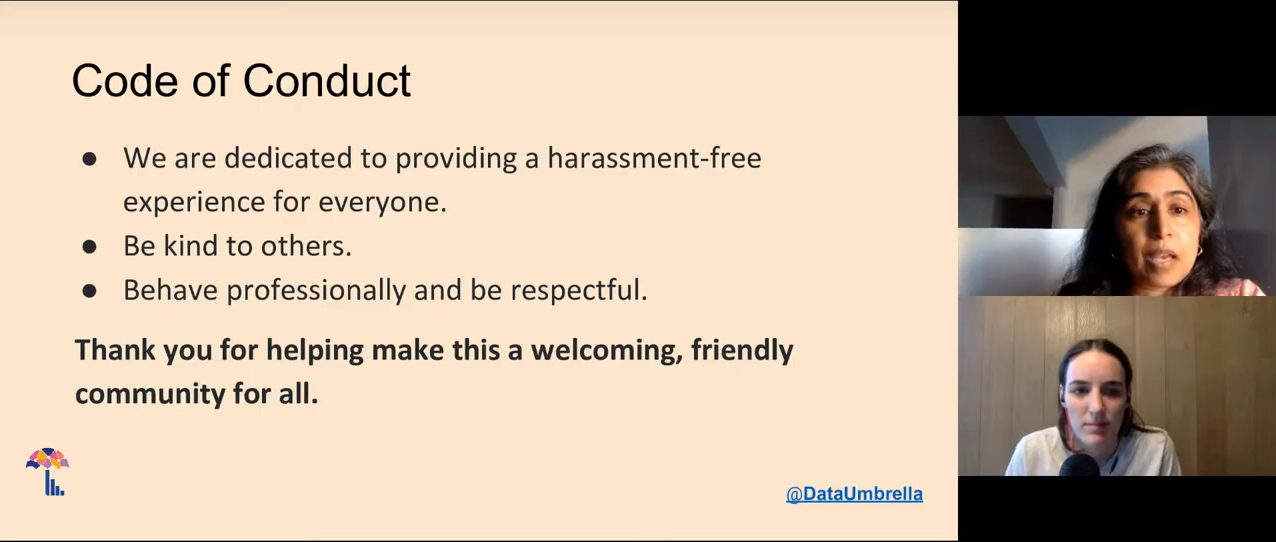 Code of Conduct
● We are dedicated to providing a harassment-free
experience for everyone.
● Be kind to others.
● Behave professionally and be respectful.
Thank you for helping make this a welcoming, friendly
community for all.
@DataUmbrella